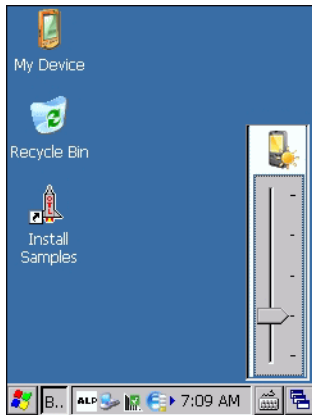 My Device
Recycle Bin
Install
Samples
B..
ALP
7:09 AM